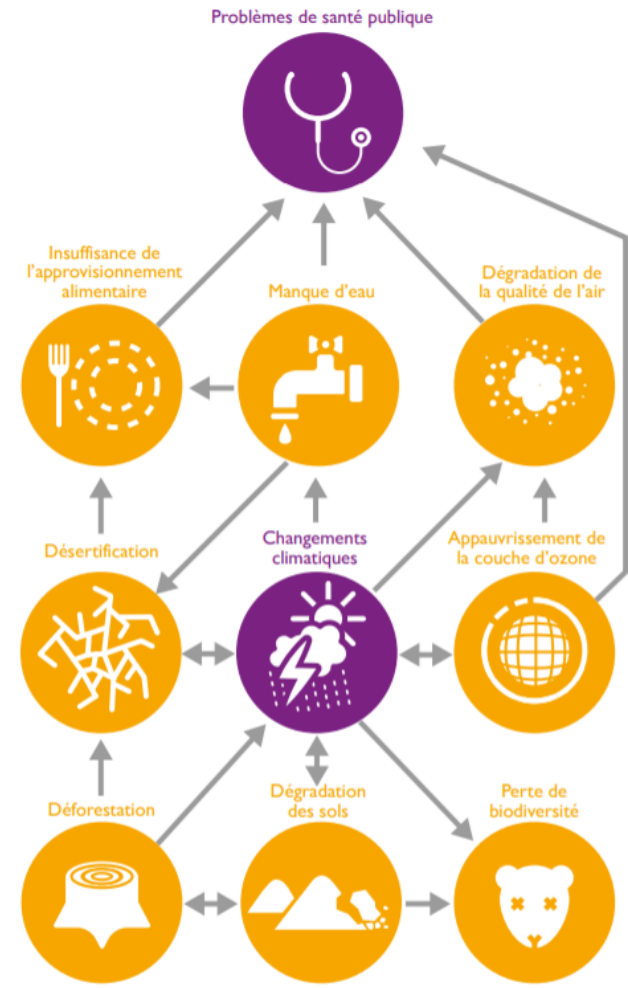 Problèmes de santé publique
Insuffisance de
l'approvisionnement
alimentaire
Manque d'eau
Dégradation de
la qualité de l'air
Désertification
Changements
climatiques
Appauvrissement de
la couche d'ozone
Déforestation
Dégradation
des sols
Perte de
biodiversité